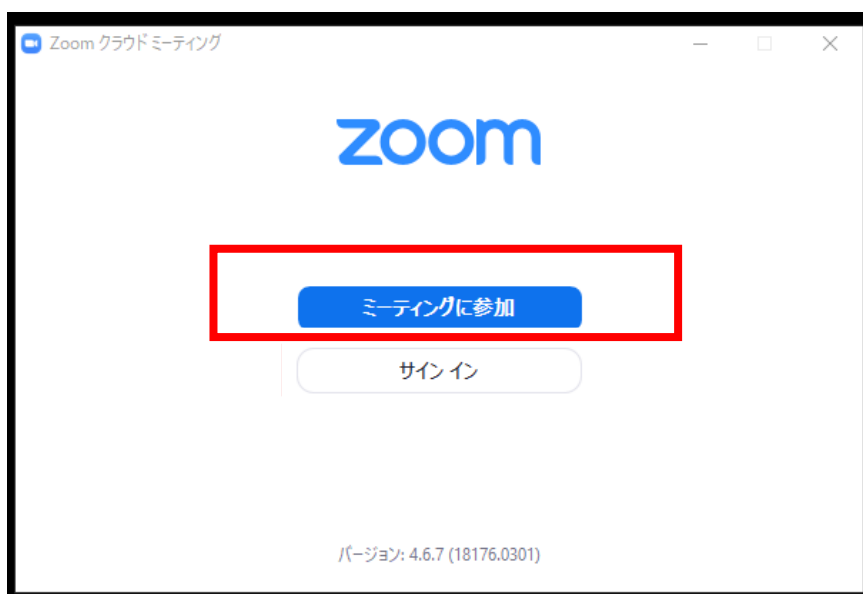 Zoom クラウド ミーティング
zoom
ミーティングに参加
サイン イン
バージョン: 4.6.7 (18176.0301)